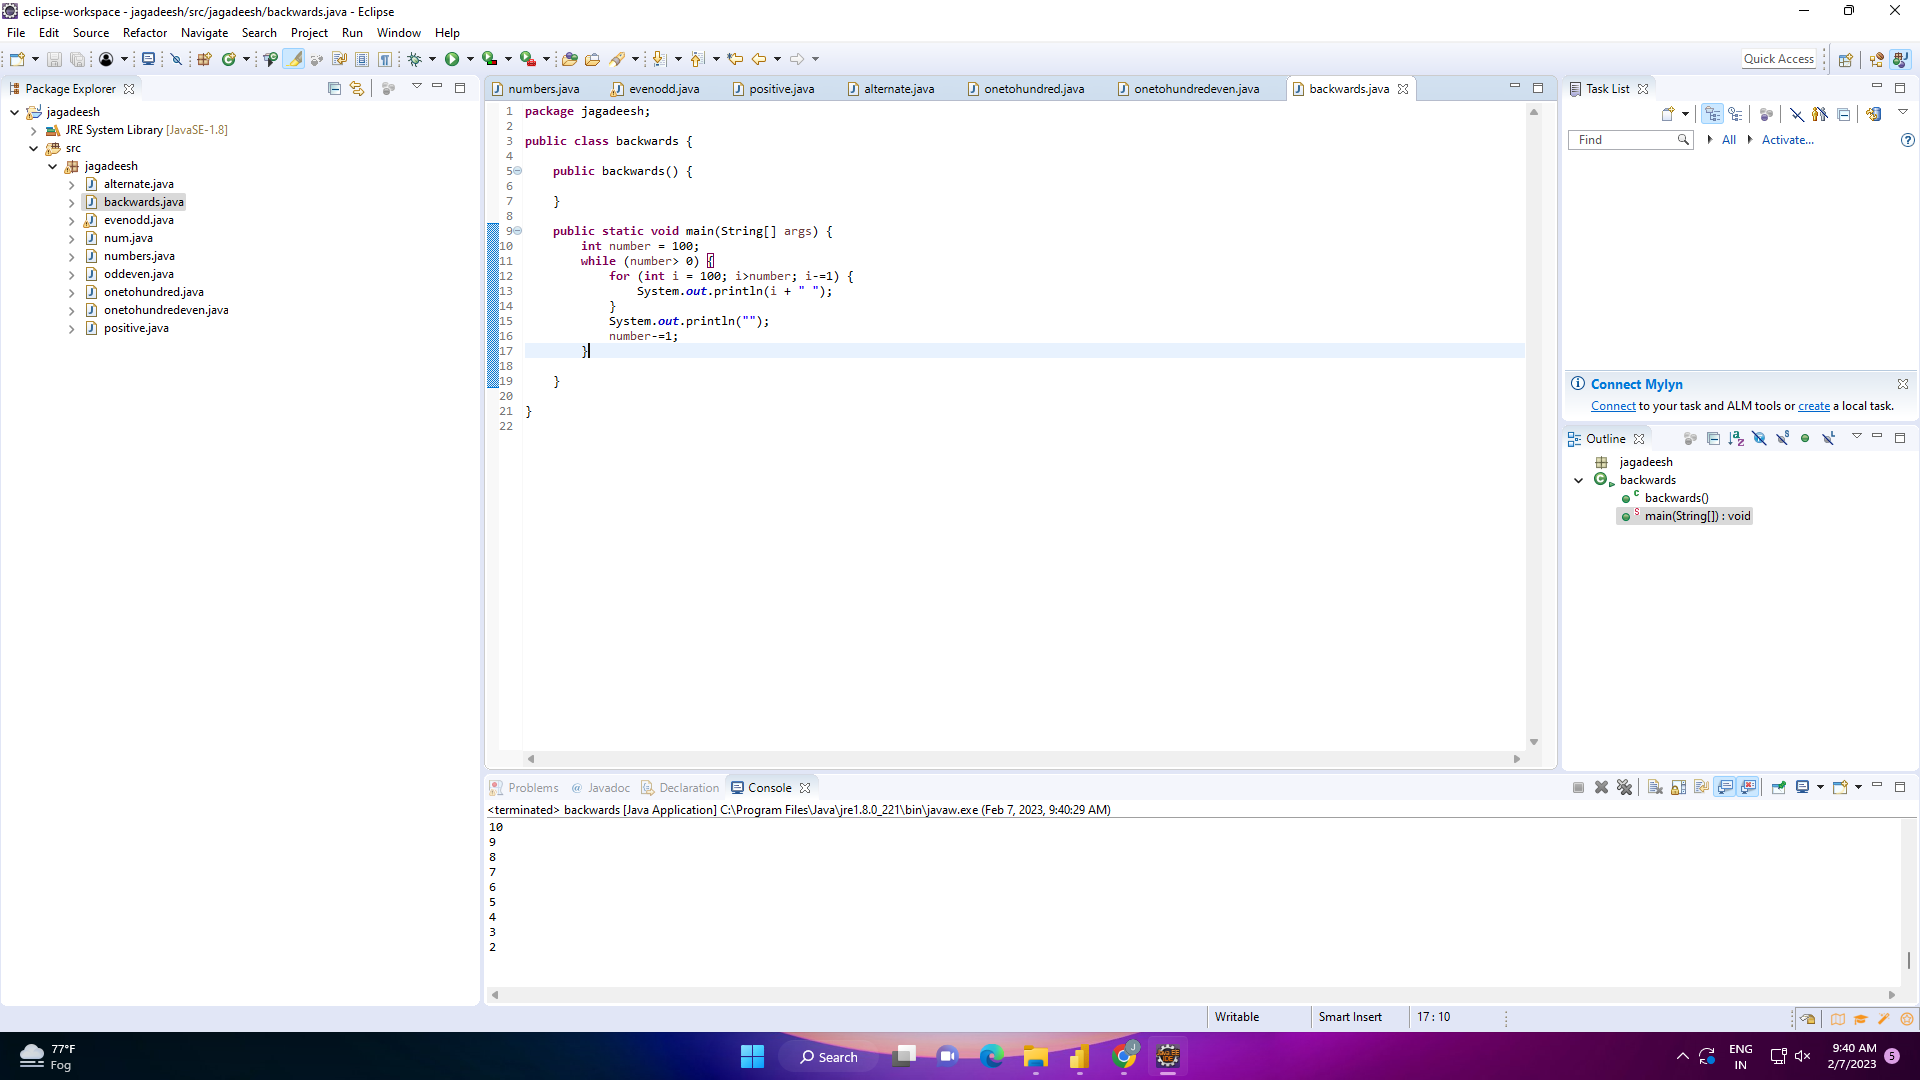 eclipse-workspace - jagadeesh/src/jagadeesh/backwards.java - Eclipse
File Edit Source Refactor Navigate Search Project Run Window Help
Quick Access
Package Explorer
jagadeesh
JRE System Library [JavaSE-1.8]
src
jagadeesh
alternate.java
backwards.java
evenodd.java
num.java
numbers.java
oddeven.java
onetohundred.java
onetohundredeven.java
positive.java
numbers.java evenodd.java positive.java alternate.java onetohundred.java onetohundredeven.java backwards.java
1 package jagadeesh;
2
3 public class backwards {
4
5 public backwards() {
6
7 }
8
9 public static void main(String[] args) {
10 int number = 100;
11 while (number> 0) {
12 for (int i = 100; i>number; i-=1) {
13 System.out.println(i + " ");
14 }
15 System.out.println("");
16 number-=1;
17 }
18
19 }
20
21 }
22
Task List
Find All Activate...
Connect Mylyn
Connect to your task and ALM tools or create a local task.
Outline
jagadeesh
backwards
backwards()
main(String[]) : void
Problems Javadoc Declaration Console
<terminated> backwards [Java Application] C:\Program Files\Java\jre1.8.0_221\bin\javaw.exe (Feb 7, 2023, 9:40:29 AM)
10
9
8
7
6
5
4
3
2
Writable Smart Insert 17 : 10
77°F
Fog
Search
ENG
IN
9:40 AM
2/7/2023
5